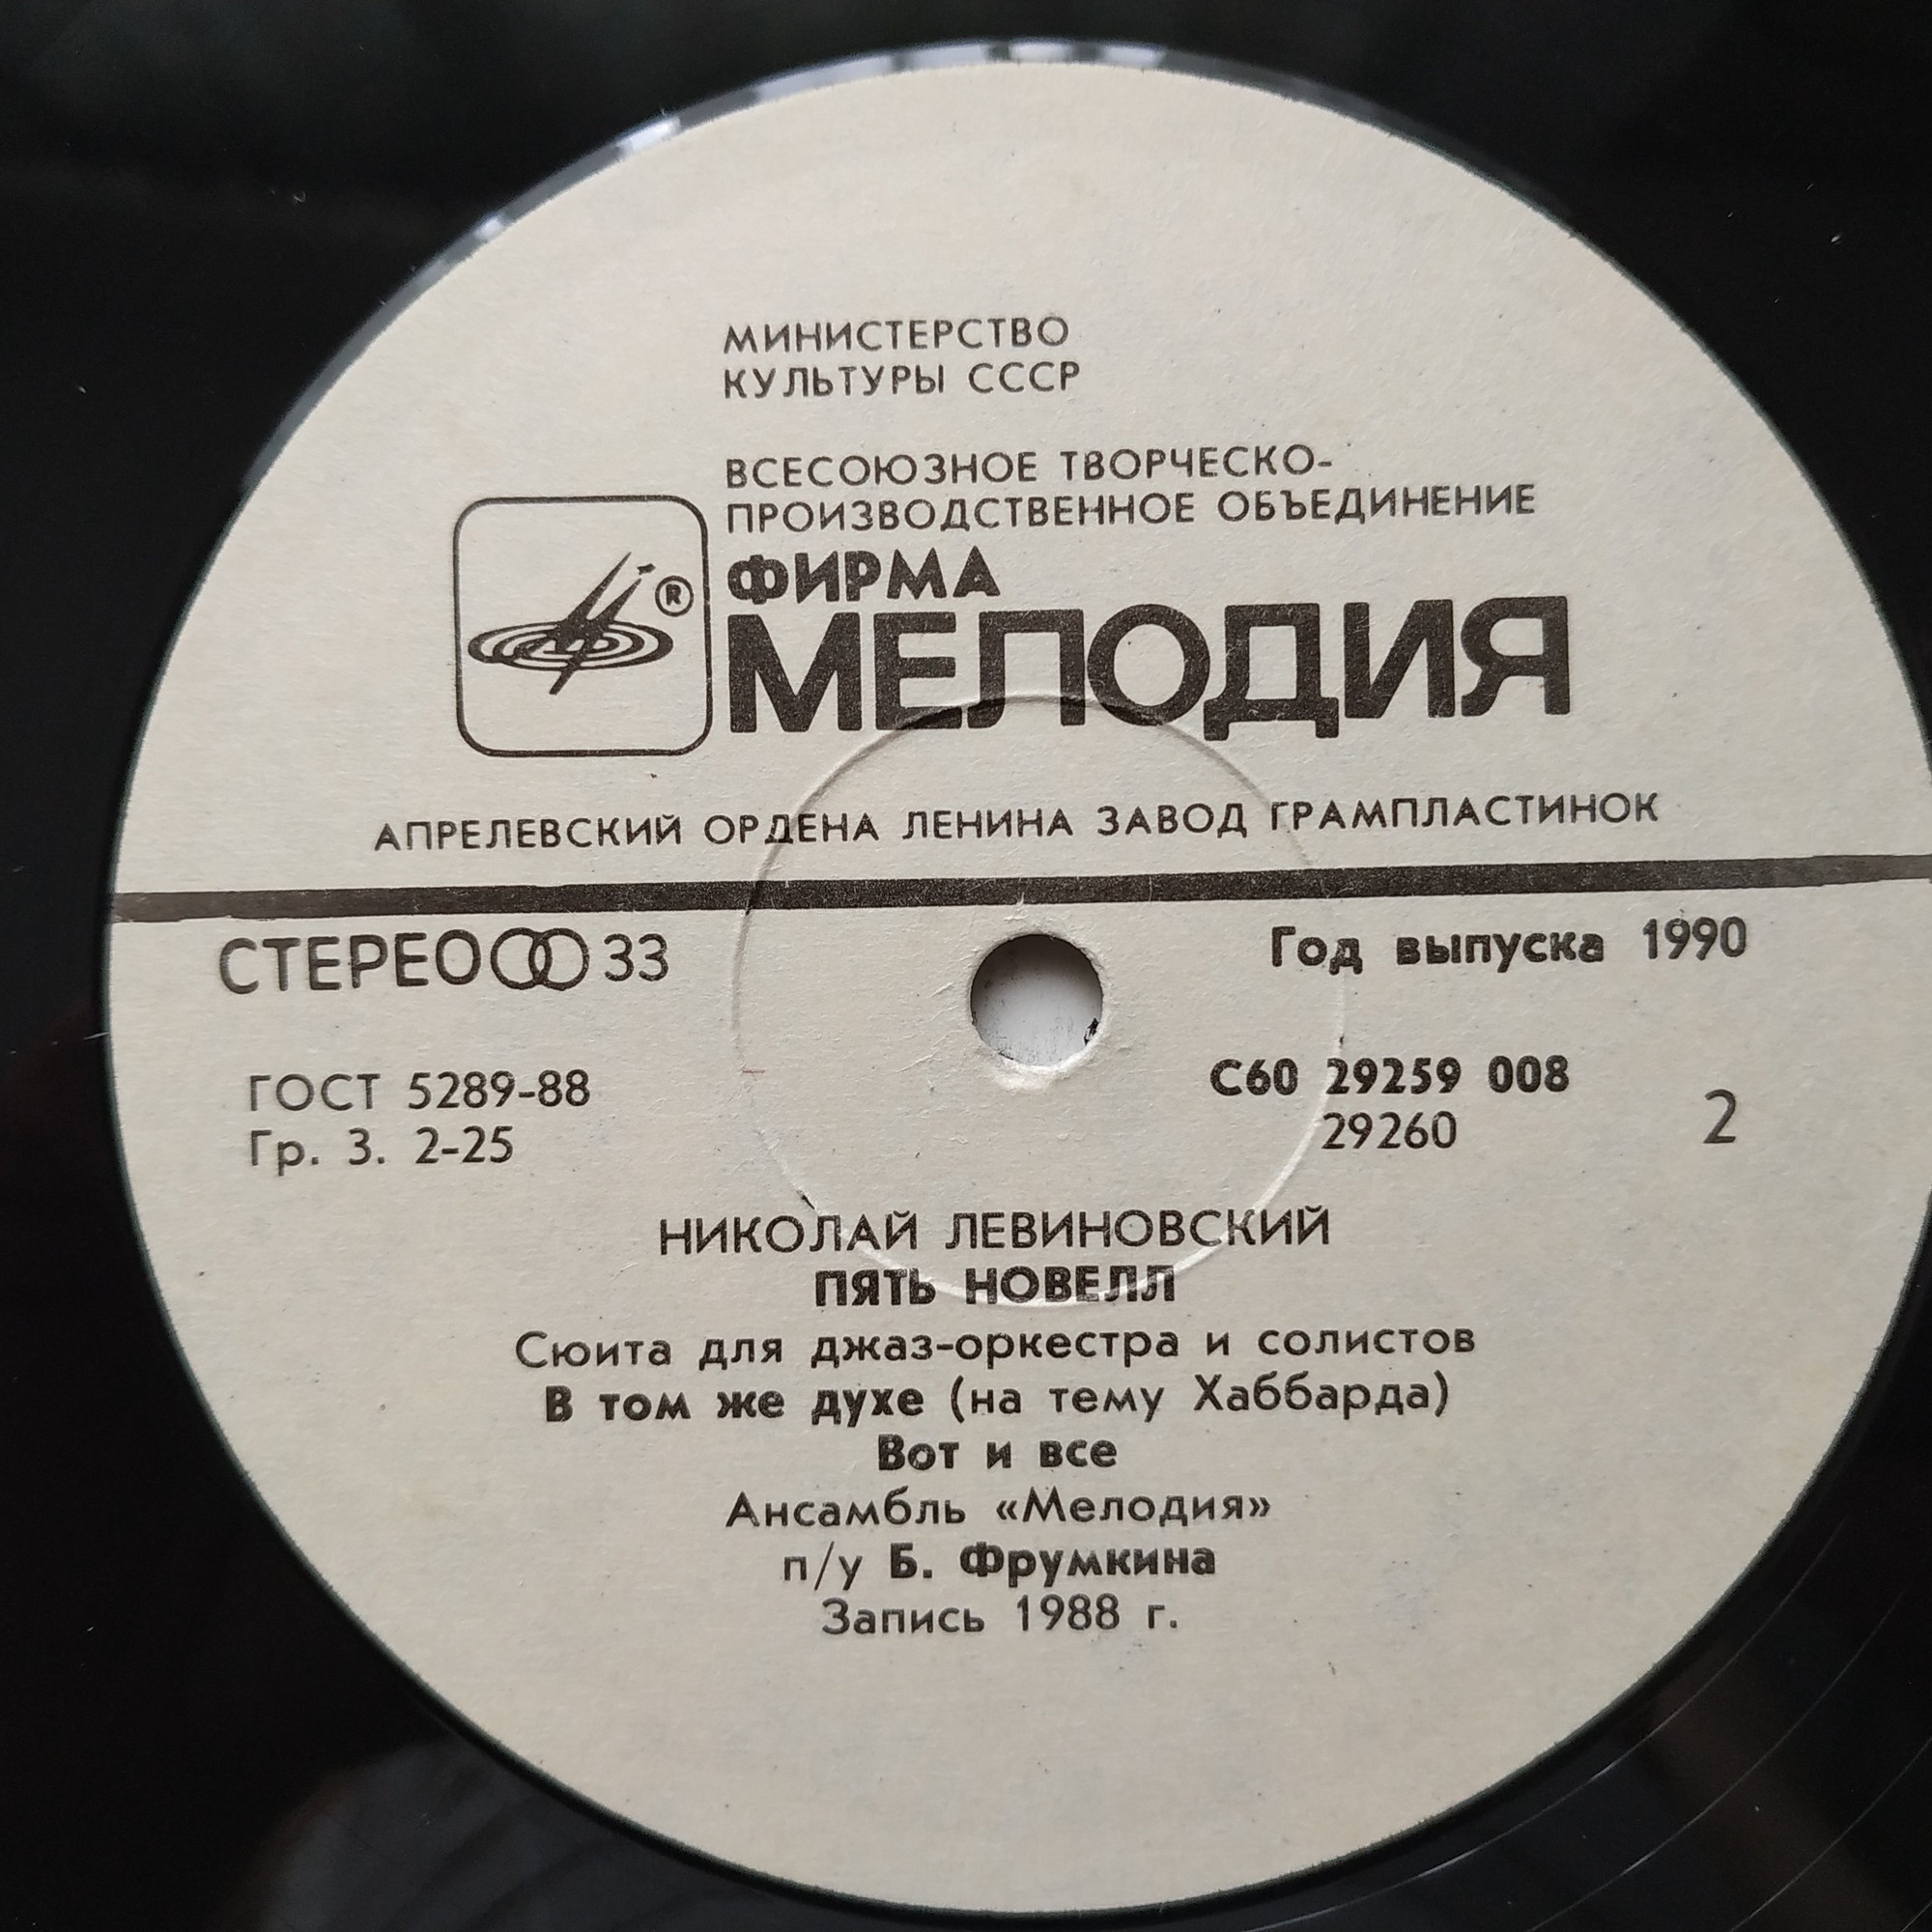 МИНИСТЕРСТВО
КУЛЬТУРЫ СССР
ВСЕСОЮЗНОЕ ТВОРЧЕСКО-
ПРОИЗВОДСТВЕННОЕ ОБЪЕДИНЕНИЕ
ФИРМА
®
МЕЛОДИЯ
АПРЕЛЕВСКИЙ ОРДЕНА ЛЕНИНА ЗАВОД ГРАМПЛАСТИНОК
СТЕРЕО 33
Год выпуска 1990
ГОСТ 5289-88
Гр. 3. 2-25
С60 29259 008
29260
2
НИКОЛАЙ ЛЕВИНОВСКИЙ
ПЯТЬ НОВЕЛЛ
Сюита для джаз-оркестра и солистов
В том же духе (на тему Хаббарда)
Вот и все
Ансамбль «Мелодия»
п/у Б. Фрумкина
Запись 1988 г.